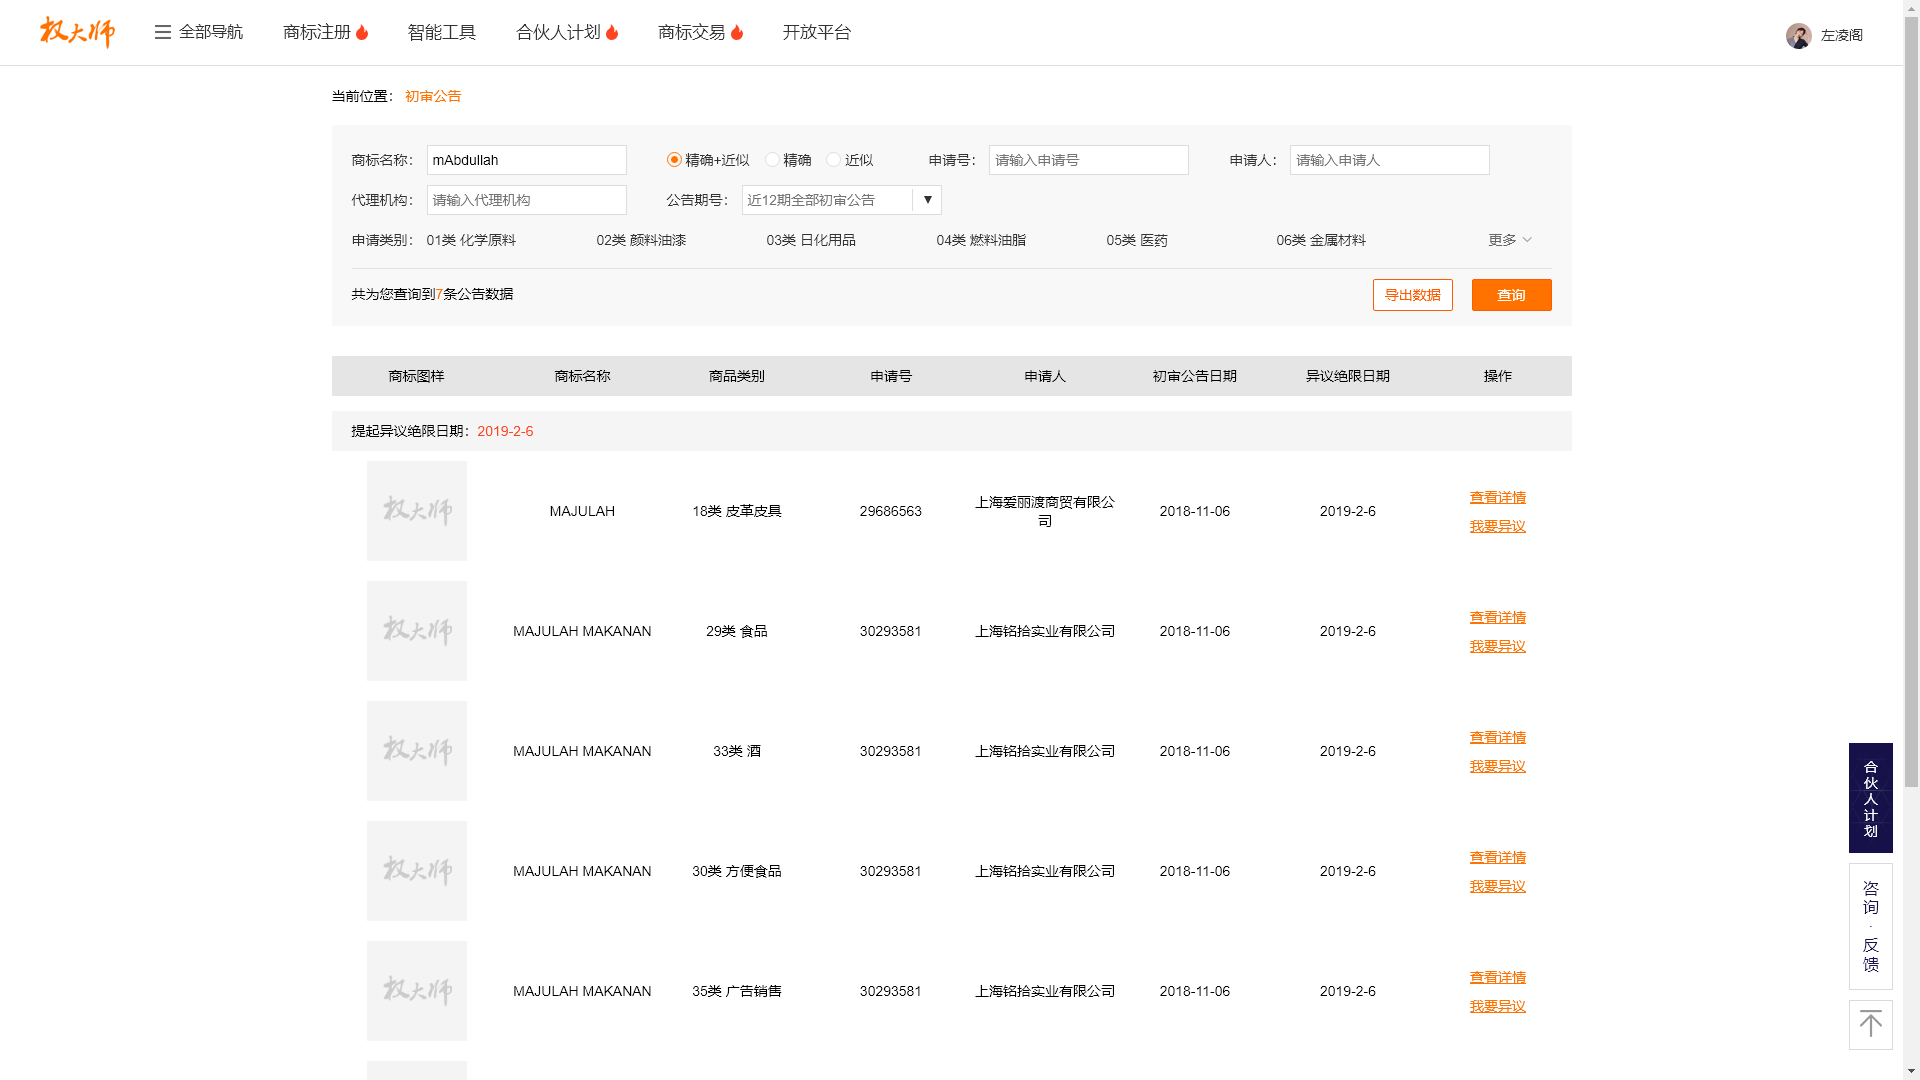 权大师 全部导航 商标注册 智能工具 合伙人计划 商标交易 开放平台 左凌阁
当前位置： 初审公告
商标名称： mAbdullah 精确+近似 精确 近似 申请号： 请输入申请号 申请人： 请输入申请人
代理机构： 请输入代理机构 公告期号： 近12期全部初审公告 ▼
申请类别： 01类 化学原料 02类 颜料油漆 03类 日化用品 04类 燃料油脂 05类 医药 06类 金属材料 更多
共为您查询到7条公告数据 导出数据 查询
商标图样 商标名称 商品类别 申请号 申请人 初审公告日期 异议绝限日期 操作
提起异议绝限日期：2019-2-6
权大师 MAJULAH 18类 皮革皮具 29686563 上海爱丽渡商贸有限公司 2018-11-06 2019-2-6 查看详情
我要异议
权大师 MAJULAH MAKANAN 29类 食品 30293581 上海铭拾实业有限公司 2018-11-06 2019-2-6 查看详情
我要异议
权大师 MAJULAH MAKANAN 33类 酒 30293581 上海铭拾实业有限公司 2018-11-06 2019-2-6 查看详情
我要异议
权大师 MAJULAH MAKANAN 30类 方便食品 30293581 上海铭拾实业有限公司 2018-11-06 2019-2-6 查看详情
我要异议
权大师 MAJULAH MAKANAN 35类 广告销售 30293581 上海铭拾实业有限公司 2018-11-06 2019-2-6 查看详情
我要异议
合伙人计划
咨询·反馈